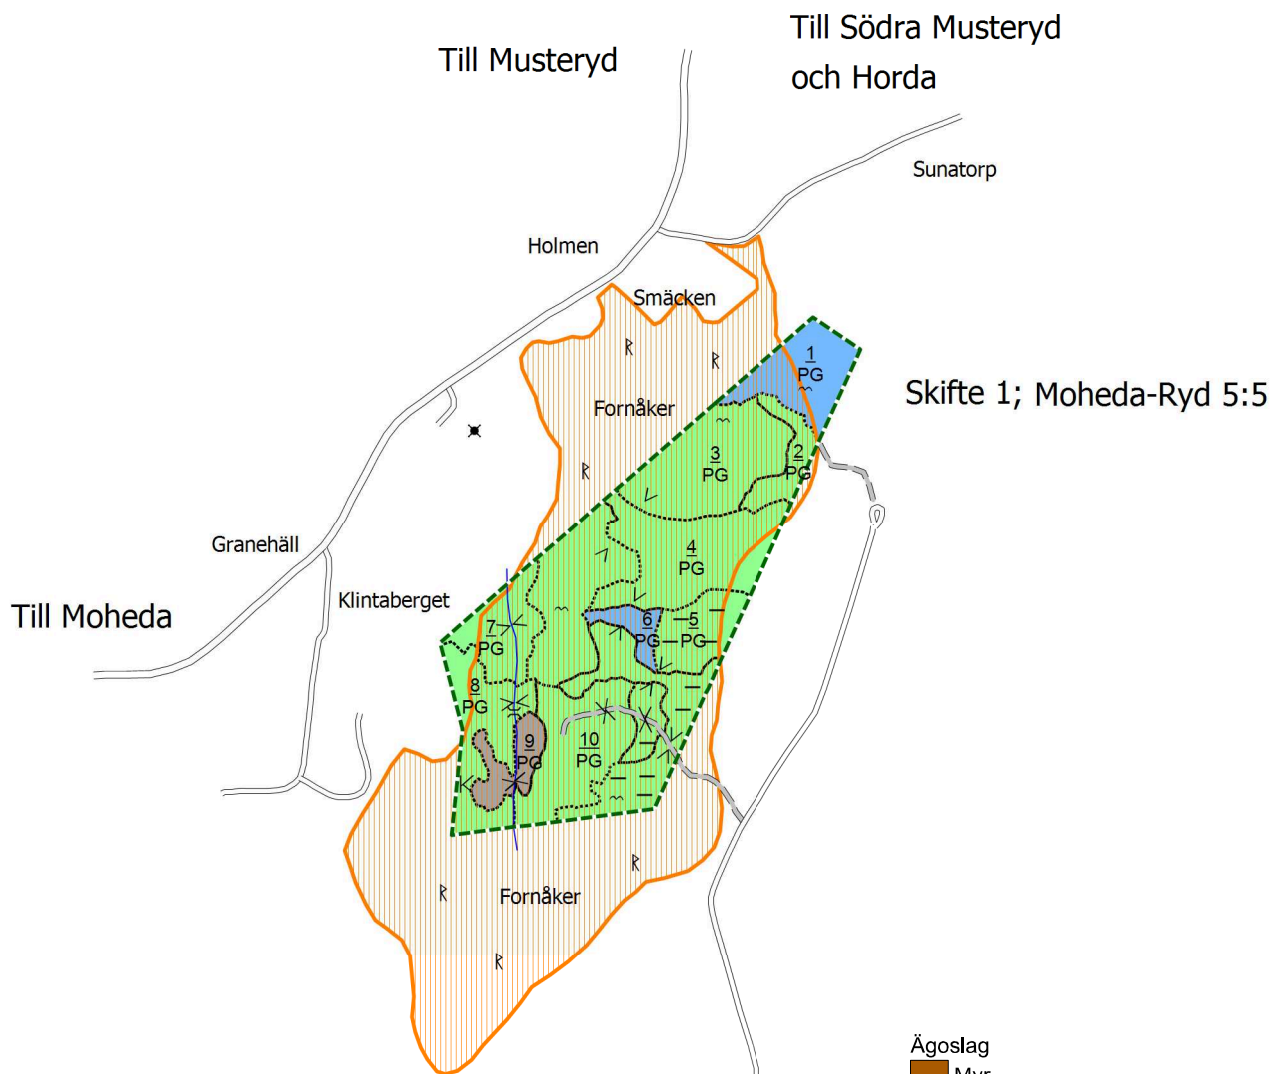 Till Musteryd
Till Södra Musteryd
och Horda
Sunatorp
Holmen
Smäcken
1
PG
Skifte 1; Moheda-Ryd 5:5
Fornåker
3
PG
2
PG
Granehäll
4
PG
Klintaberget
Till Moheda
7
PG
6
PG
5
PG
8
PG
9
PG
10
PG
Fornåker
Ägoslag
Myr